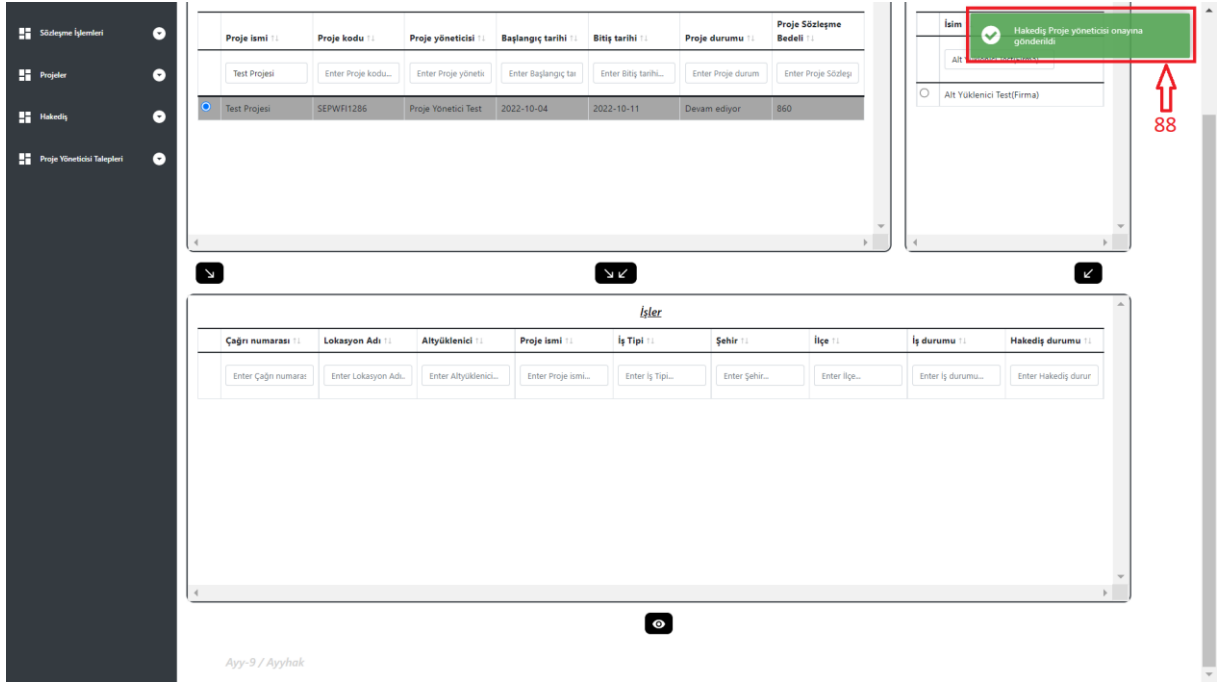 Sözleşme İşlemleri
Projeler
Hakediş
Proje Yöneticisi Talepleri
Proje ismi ↑↓ Proje kodu ↑↓ Proje yöneticisi ↑↓ Başlangıç tarihi ↑↓ Bitiş tarihi ↑↓ Proje durumu ↑↓ Proje Sözleşme
Bedeli ↑↓
Test Projesi Enter Proje kodu... Enter Proje yönetic Enter Başlangıç tar Enter Bitiş tarihi... Enter Proje durum Enter Proje Sözleş
Test Projesi SEPWFI1286 Proje Yönetici Test 2022-10-04 2022-10-11 Devam ediyor 860
İsim
Alt Yüklenici Test(Firma)
Alt Yüklenici Test(Firma)
Hakediş Proje yöneticisi onayına
gönderildi
88
İşler
Çağrı numarası ↑↓ Lokasyon Adı ↑↓ Altyüklenici ↑↓ Proje ismi ↑↓ İş Tipi ↑↓ Şehir ↑↓ İlçe ↑↓ İş durumu ↑↓ Hakediş durumu ↑↓
Enter Çağrı numaras Enter Lokasyon Adı... Enter Altyüklenici... Enter Proje ismi... Enter İş Tipi... Enter Şehir... Enter İlçe... Enter İş durumu... Enter Hakediş durur
Ayy-9 / Ayyhak